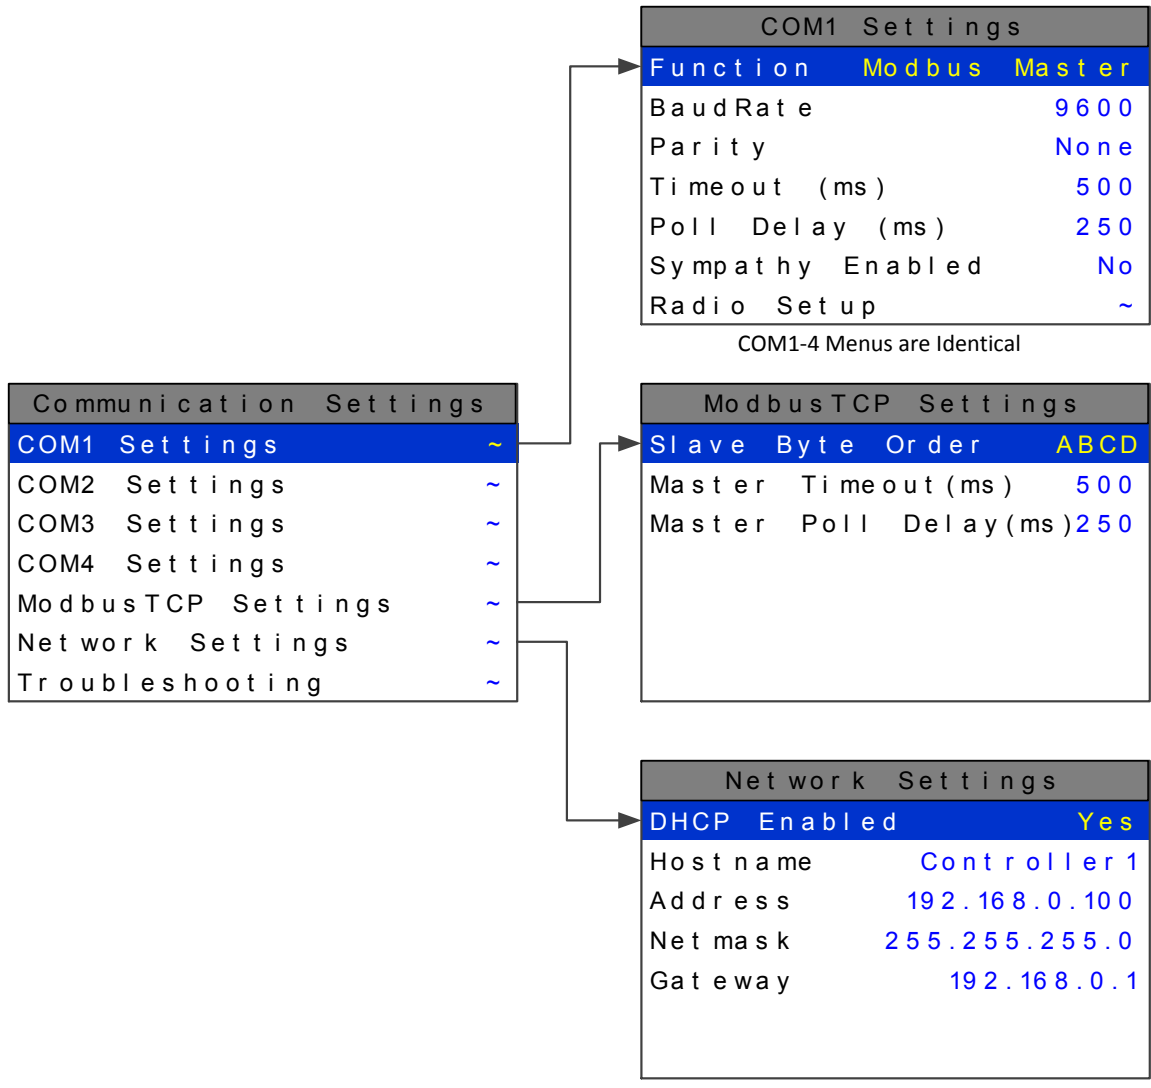 COM1 Settings
Function Modbus Master
BaudRate 9600
Parity None
Timeout (ms) 500
Poll Delay (ms) 250
Sympathy Enabled No
Radio Setup ~
COM1-4 Menus are Identical
Communication Settings
COM1 Settings ~
COM2 Settings ~
COM3 Settings ~
COM4 Settings ~
ModbusTCP Settings ~
Network Settings ~
Troubleshooting ~
ModbusTCP Settings
Slave Byte Order ABCD
Master Timeout(ms) 500
Master Poll Delay(ms)250
Network Settings
DHCP Enabled Yes
Hostname Controller1
Address 192.168.0.100
Netmask 255.255.255.0
Gateway 192.168.0.1